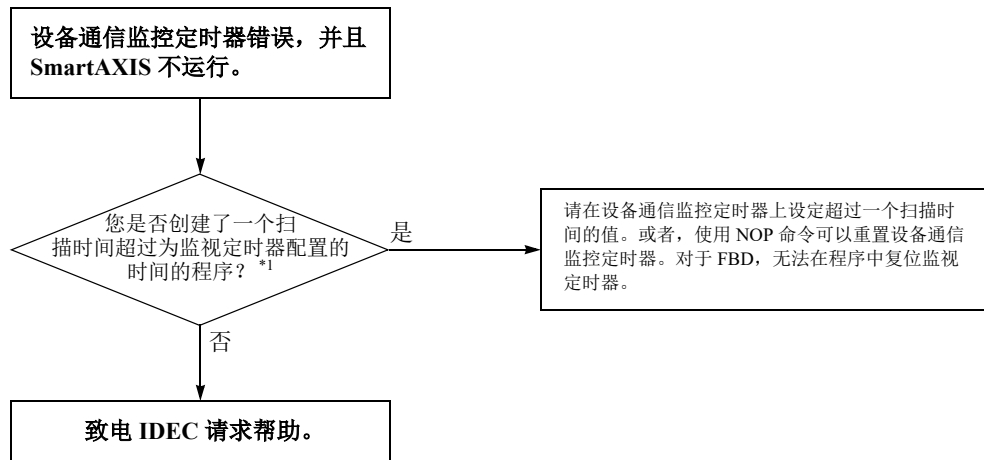 设备通信监控定时器错误，并且
SmartAXIS 不运行。
您是否创建了一个扫
描时间超过为监视定时器配置的
时间的程序？ *1
是
请在设备通信监控定时器上设定超过一个扫描时
间的值。或者，使用 NOP 命令可以重置设备通信
监控定时器。对于 FBD，无法在程序中复位监视
定时器。
否
致电 IDEC 请求帮助。